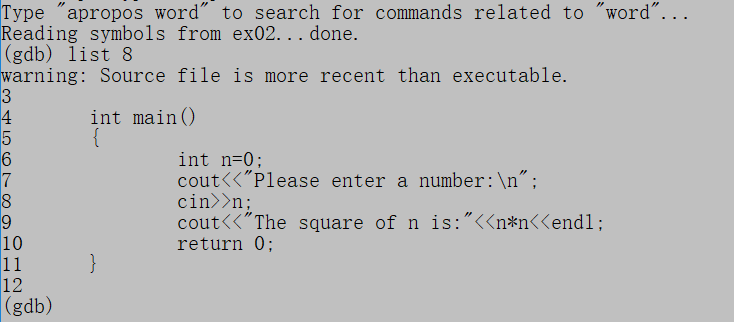 Type "apropos word" to search for commands related to "word"...
Reading symbols from ex02...done.
(gdb) list 8
warning: Source file is more recent than executable.
3
4       int main()
5       {
6               int n=0;
7               cout<<"Please enter a number:\n";
8               cin>>n;
9               cout<<"The square of n is:"<<n*n<<endl;
10              return 0;
11      }
12
(gdb)